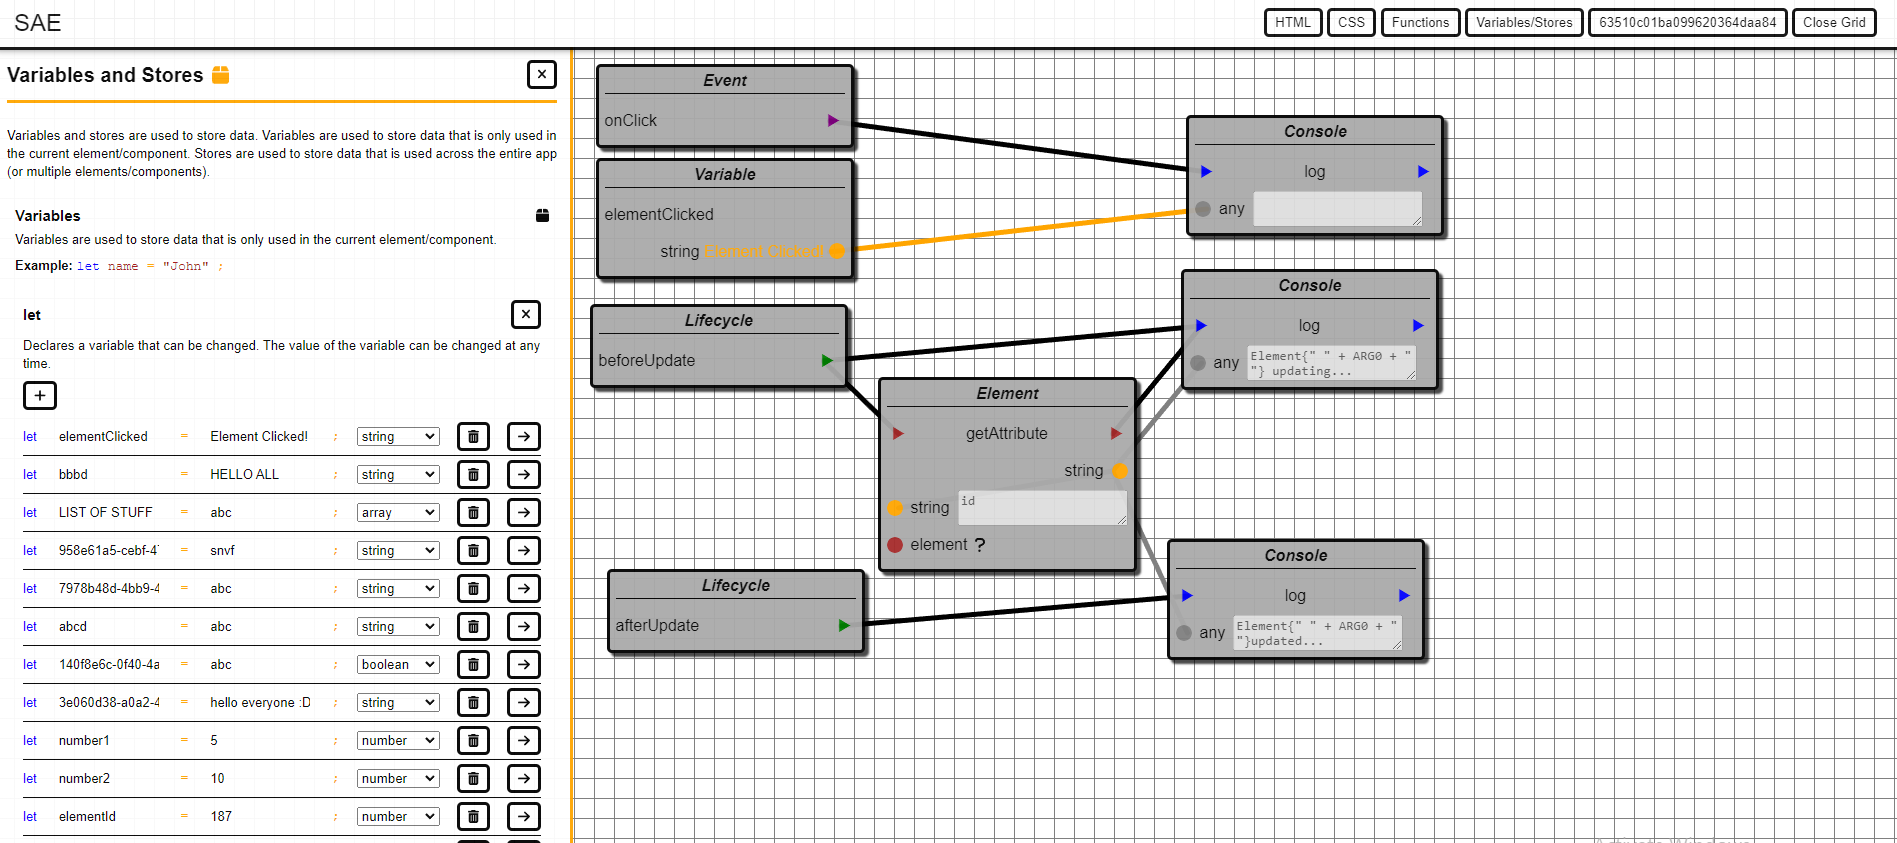 SAE
HTML
CSS
Functions
Variables/Stores
63510c01ba099620364daa84
Close Grid
Variables and Stores
Variables and stores are used to store data. Variables are used to store data that is only used in
the current element/component. Stores are used to store data that is used across the entire app
(or multiple elements/components).
Variables
Variables are used to store data that is only used in the current element/component.
Example: let name = "John" ;
let
Declares a variable that can be changed. The value of the variable can be changed at any
time.
+
let elementClicked = Element Clicked! ; string
let bbbd = HELLO ALL ; string
let LIST OF STUFF = abc ; array
let 958e61a5-cebf-4 = snvf ; string
let 7978b48d-4bb9-4 = abc ; string
let abcd = abc ; string
let 140f8e6c-0f40-4a = abc ; boolean
let 3e060d38-a0a2-4 = hello everyone :D ; string
let number1 = 5 ; number
let number2 = 10 ; number
let elementId = 187 ; number
Event
onClick
Variable
elementClicked
string Element Clicked!
Console
log
any
Lifecycle
beforeUpdate
Console
log
any
Element{" " + ARG0 + "
"} updating...
Element
getAttribute
string
string
id
element ?
Lifecycle
afterUpdate
Console
log
any
Element{" " + ARG0 + "
"}updated...